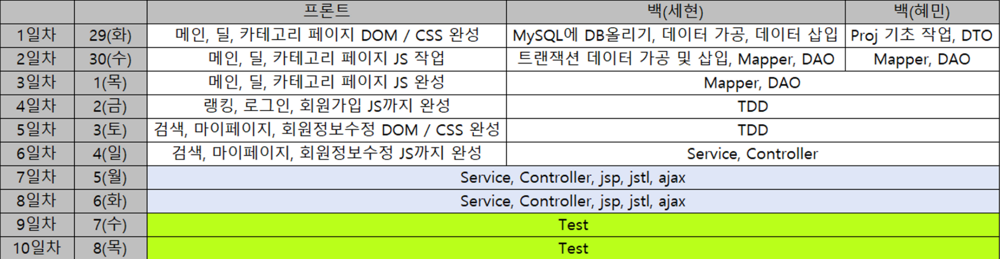 프론트 백(세현) 백(혜민)
1일차 29(화) 메인, 딜, 카테고리 페이지 DOM / CSS 완성 MySQL에 DB올리기, 데이터 가공, 데이터 삽입 Proj 기초 작업, DTO
2일차 30(수) 메인, 딜, 카테고리 페이지 JS 작업 트랜잭션 데이터 가공 및 삽입, Mapper, DAO Mapper, DAO
3일차 1(목) 메인, 딜, 카테고리 페이지 JS 완성 Mapper, DAO
4일차 2(금) 랭킹, 로그인, 회원가입 JS까지 완성 TDD
5일차 3(토) 검색, 마이페이지, 회원정보수정 DOM / CSS 완성 TDD
6일차 4(일) 검색, 마이페이지, 회원정보수정 JS까지 완성 Service, Controller
7일차 5(월) Service, Controller, jsp, jstl, ajax
8일차 6(화) Service, Controller, jsp, jstl, ajax
9일차 7(수) Test
10일차 8(목) Test